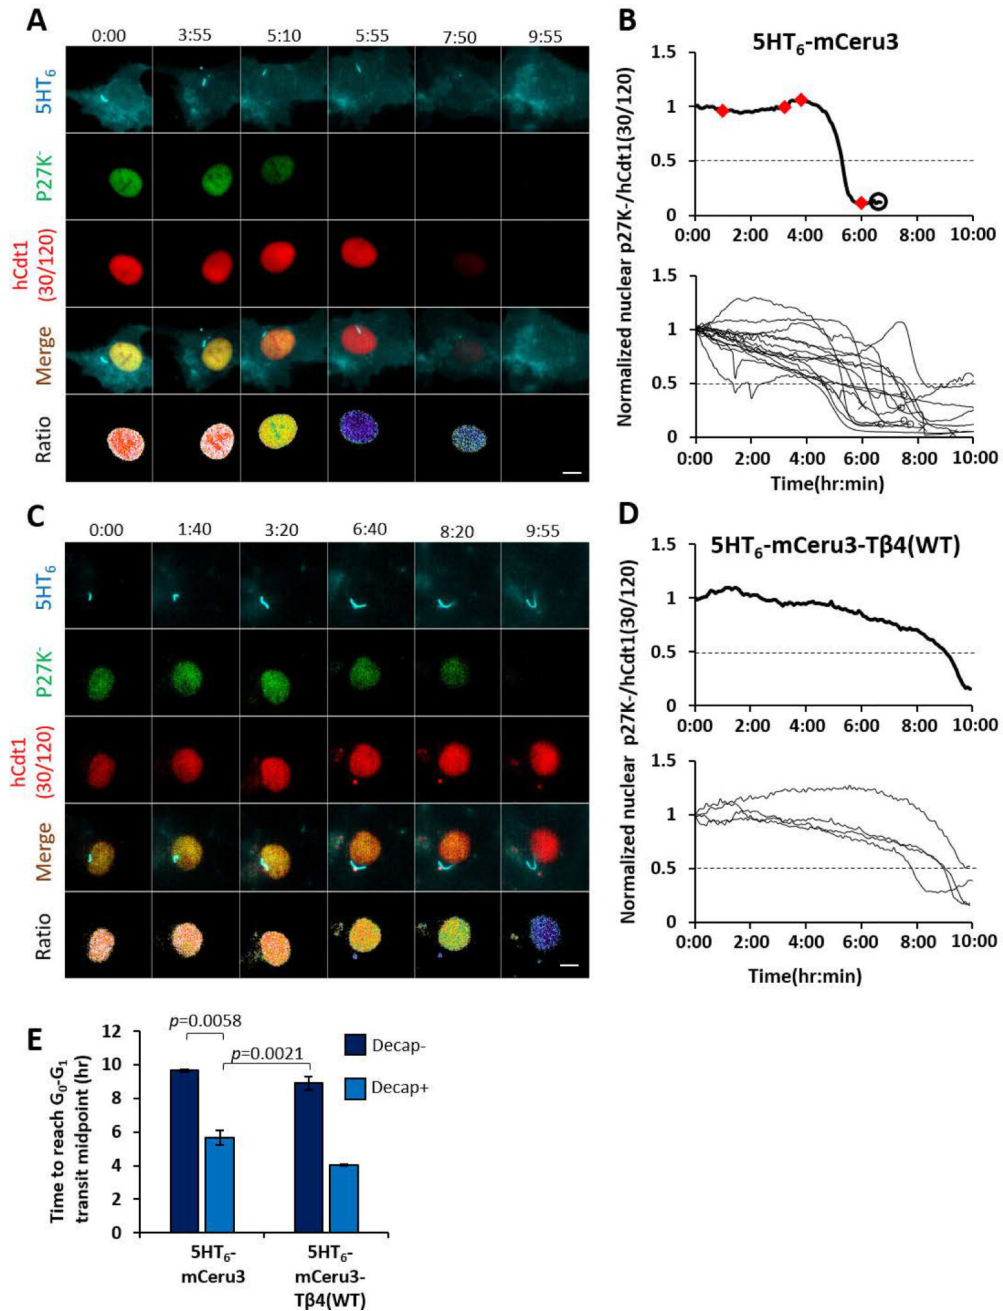 A
0:00 3:55 5:10 5:55 7:50 9:55
5HT₆
P27K⁻
hCdt1
(30/120)
Merge
Ratio
B
5HT₆-mCeru3
Normalized nuclear p27K-/hCdt1(30/120)
1.5
1
0.5
0
0:00 2:00 4:00 6:00 8:00 10:00
1.5
1
0.5
0
0:00 2:00 4:00 6:00 8:00 10:00
Time(hr:min)
C
0:00 1:40 3:20 6:40 8:20 9:55
5HT₆
P27K⁻
hCdt1
(30/120)
Merge
Ratio
D
5HT₆-mCeru3-Tβ4(WT)
Normalized nuclear p27K-/hCdt1(30/120)
1.5
1
0.5
0
0:00 2:00 4:00 6:00 8:00 10:00
1.5
1
0.5
0
0:00 2:00 4:00 6:00 8:00 10:00
Time(hr:min)
E
Time to reach G₀-G₁
transit midpoint (hr)
12
10
8
6
4
2
0
p=0.0058
p=0.0021
Decap-
Decap+
5HT₆-
mCeru3
5HT₆-
mCeru3-
Tβ4(WT)